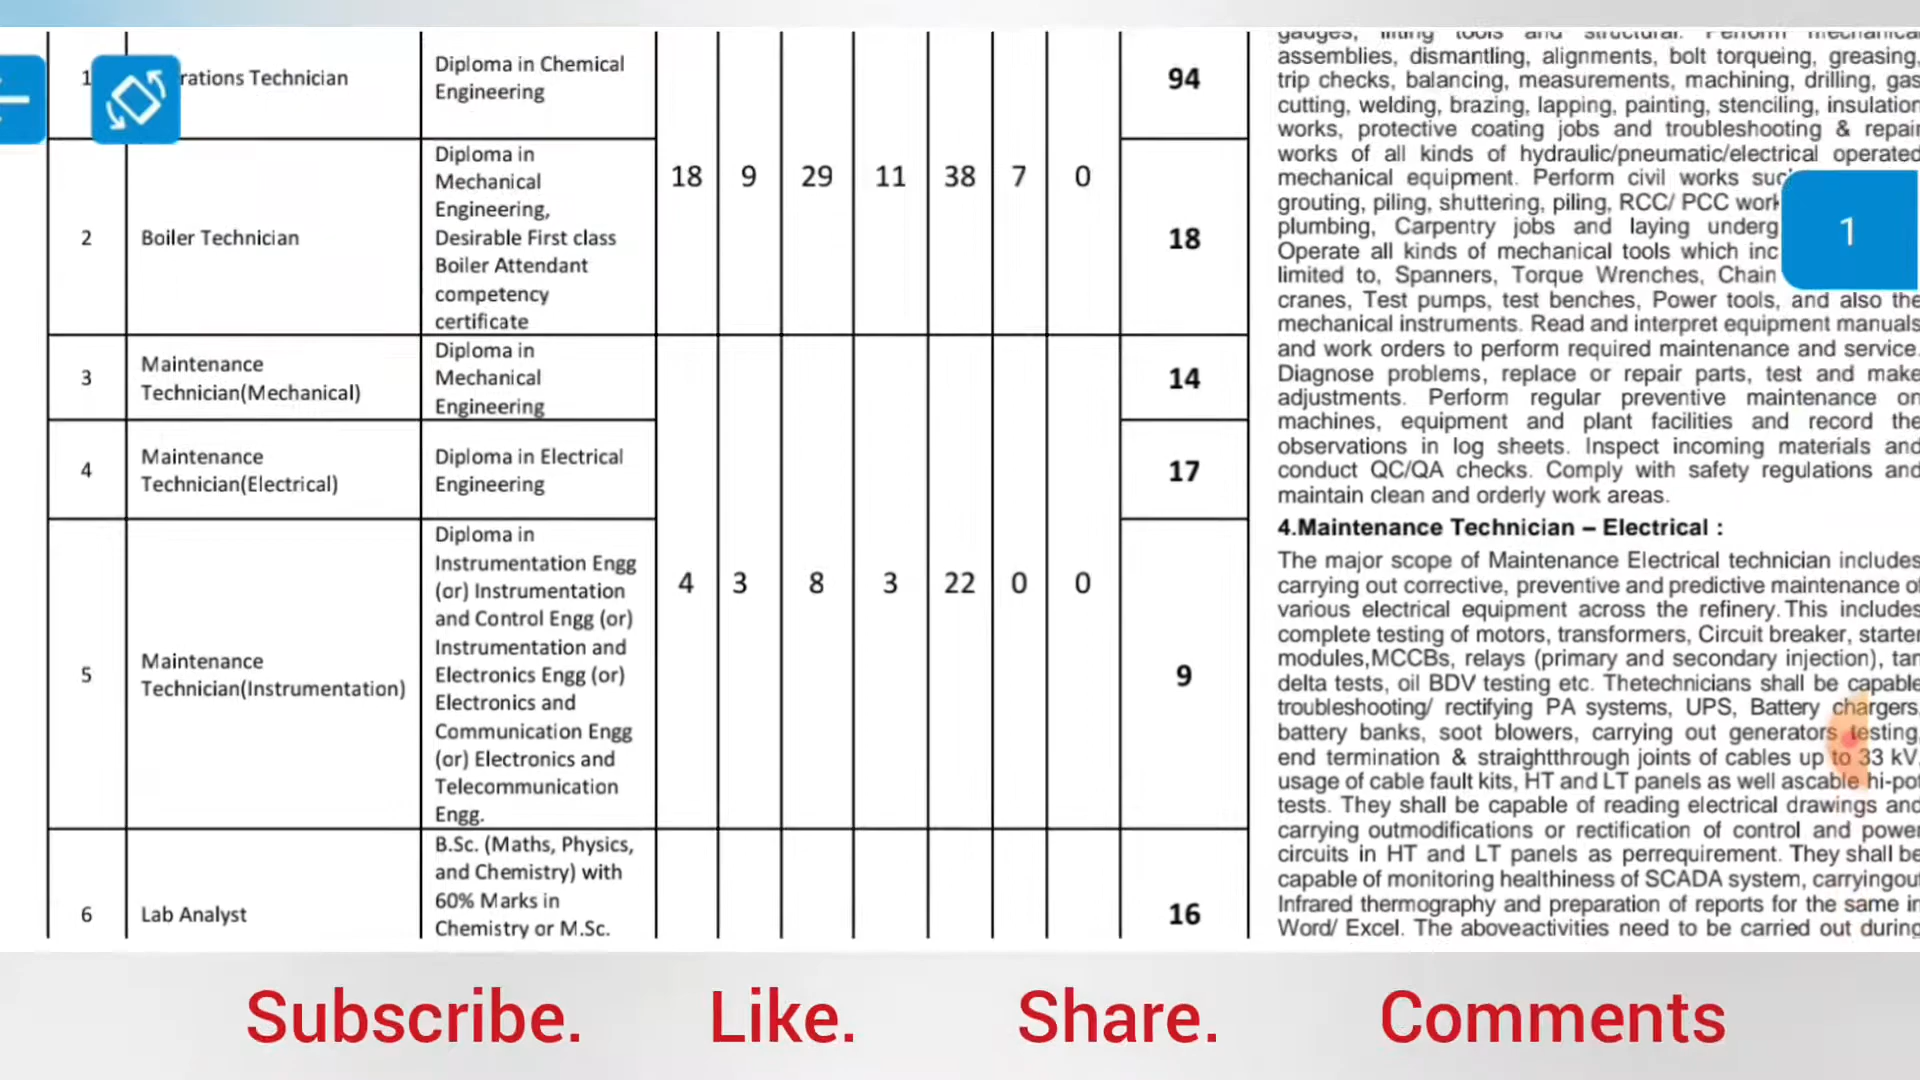 1
rations Technician
Diploma in Chemical
Engineering
94
2
Boiler Technician
Diploma in
Mechanical
Engineering,
Desirable First class
Boiler Attendant
competency
certificate
18 9 29 11 38 7 0
18
3
Maintenance
Technician(Mechanical)
Diploma in
Mechanical
Engineering
14
4
Maintenance
Technician(Electrical)
Diploma in Electrical
Engineering
17
5
Maintenance
Technician(Instrumentation)
Diploma in
Instrumentation Engg
(or) Instrumentation
and Control Engg (or)
Instrumentation and
Electronics Engg (or)
Electronics and
Communication Engg
(or) Electronics and
Telecommunication
Engg.
4 3 8 3 22 0 0
9
6
Lab Analyst
B.Sc. (Maths, Physics,
and Chemistry) with
60% Marks in
Chemistry or M.Sc.
16
gauges, lifting tools and structural. Perform mechanical
assemblies, dismantling, alignments, bolt torqueing, greasing,
trip checks, balancing, measurements, machining, drilling, gas
cutting, welding, brazing, lapping, painting, stenciling, insulation
works, protective coating jobs and troubleshooting & repair
works of all kinds of hydraulic/pneumatic/electrical operated
mechanical equipment. Perform civil works suc
grouting, piling, shuttering, piling, RCC/ PCC work
plumbing, Carpentry jobs and laying underg
Operate all kinds of mechanical tools which inc
limited to, Spanners, Torque Wrenches, Chain
cranes, Test pumps, test benches, Power tools, and also the
mechanical instruments. Read and interpret equipment manuals
and work orders to perform required maintenance and service.
Diagnose problems, replace or repair parts, test and make
adjustments. Perform regular preventive maintenance on
machines, equipment and plant facilities and record the
observations in log sheets. Inspect incoming materials and
conduct QC/QA checks. Comply with safety regulations and
maintain clean and orderly work areas.
1
4.Maintenance Technician – Electrical :
The major scope of Maintenance Electrical technician includes
carrying out corrective, preventive and predictive maintenance of
various electrical equipment across the refinery. This includes
complete testing of motors, transformers, Circuit breaker, starter
modules,MCCBs, relays (primary and secondary injection), tan
delta tests, oil BDV testing etc. Thetechnicians shall be capable
troubleshooting/ rectifying PA systems, UPS, Battery chargers,
battery banks, soot blowers, carrying out generators testing,
end termination & straightthrough joints of cables up to 33 kV,
usage of cable fault kits, HT and LT panels as well ascable hi-pot
tests. They shall be capable of reading electrical drawings and
carrying outmodifications or rectification of control and power
circuits in HT and LT panels as perrequirement. They shall be
capable of monitoring healthiness of SCADA system, carryingout
Infrared thermography and preparation of reports for the same in
Word/ Excel. The aboveactivities need to be carried out during
Subscribe. Like. Share. Comments